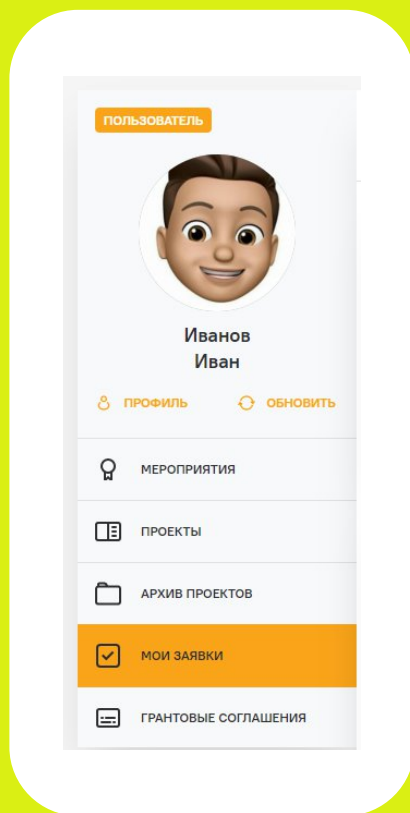 ПОЛЬЗОВАТЕЛЬ
Иванов
Иван
ПРОФИЛЬ ОБНОВИТЬ
МЕРОПРИЯТИЯ
ПРОЕКТЫ
АРХИВ ПРОЕКТОВ
МОИ ЗАЯВКИ
ГРАНТОВЫЕ СОГЛАШЕНИЯ